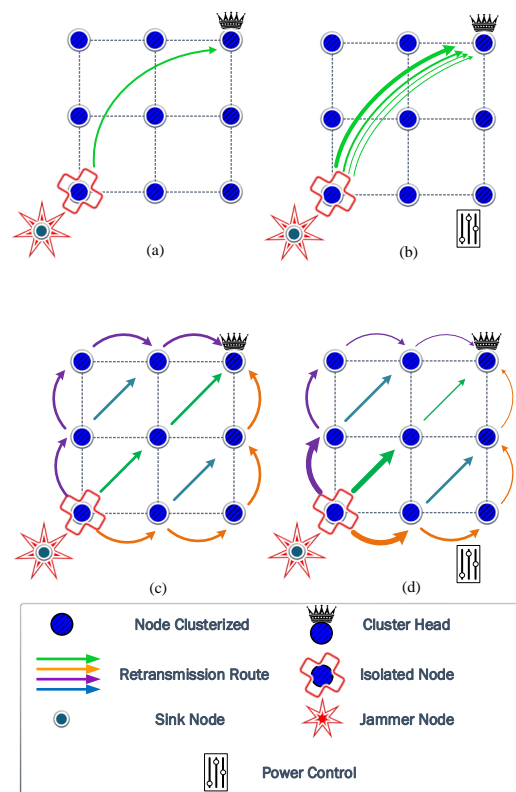 (a)
(b)
(c)
(d)
Node Clusterized
Cluster Head
Retransmission Route
Isolated Node
Sink Node
Jammer Node
Power Control